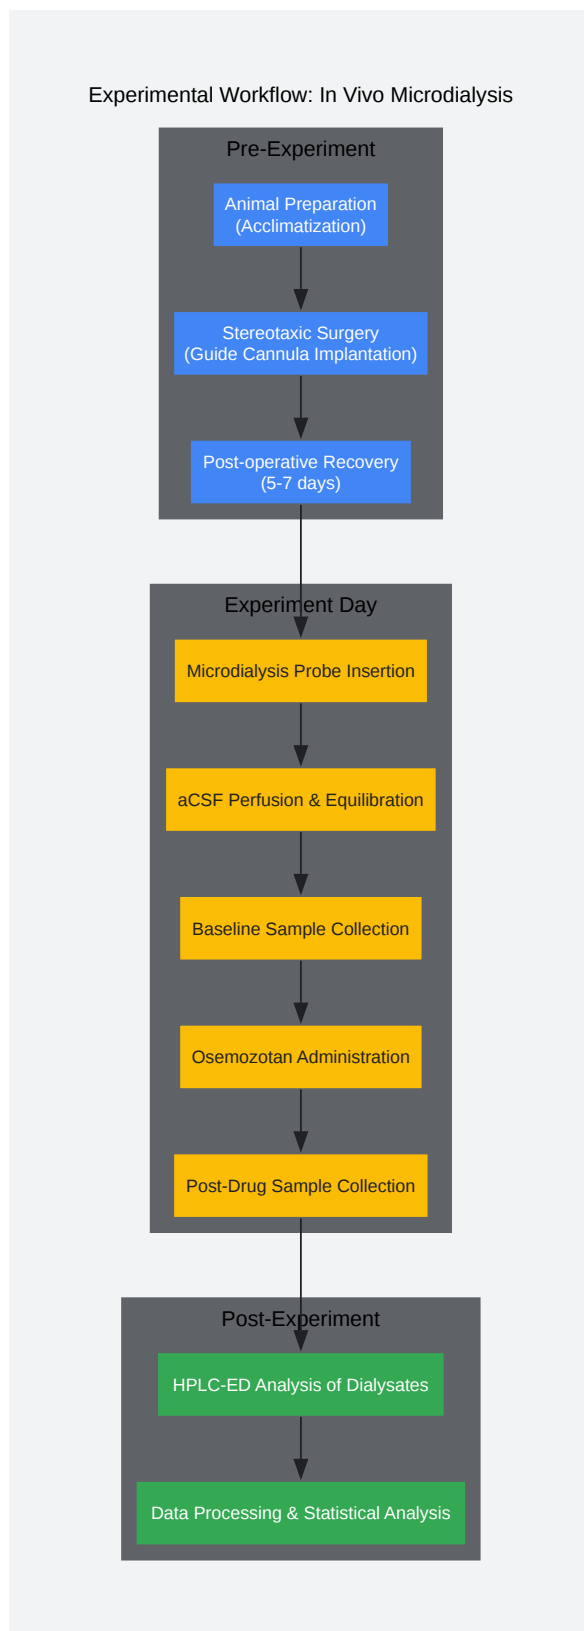 Experimental Workflow: In Vivo Microdialysis
Pre-Experiment
Animal Preparation
(Acclimatization)
Stereotaxic Surgery
(Guide Cannula Implantation)
Post-operative Recovery
(5-7 days)
Experiment Day
Microdialysis Probe Insertion
aCSF Perfusion & Equilibration
Baseline Sample Collection
Osemozotan Administration
Post-Drug Sample Collection
Post-Experiment
HPLC-ED Analysis of Dialysates
Data Processing & Statistical Analysis